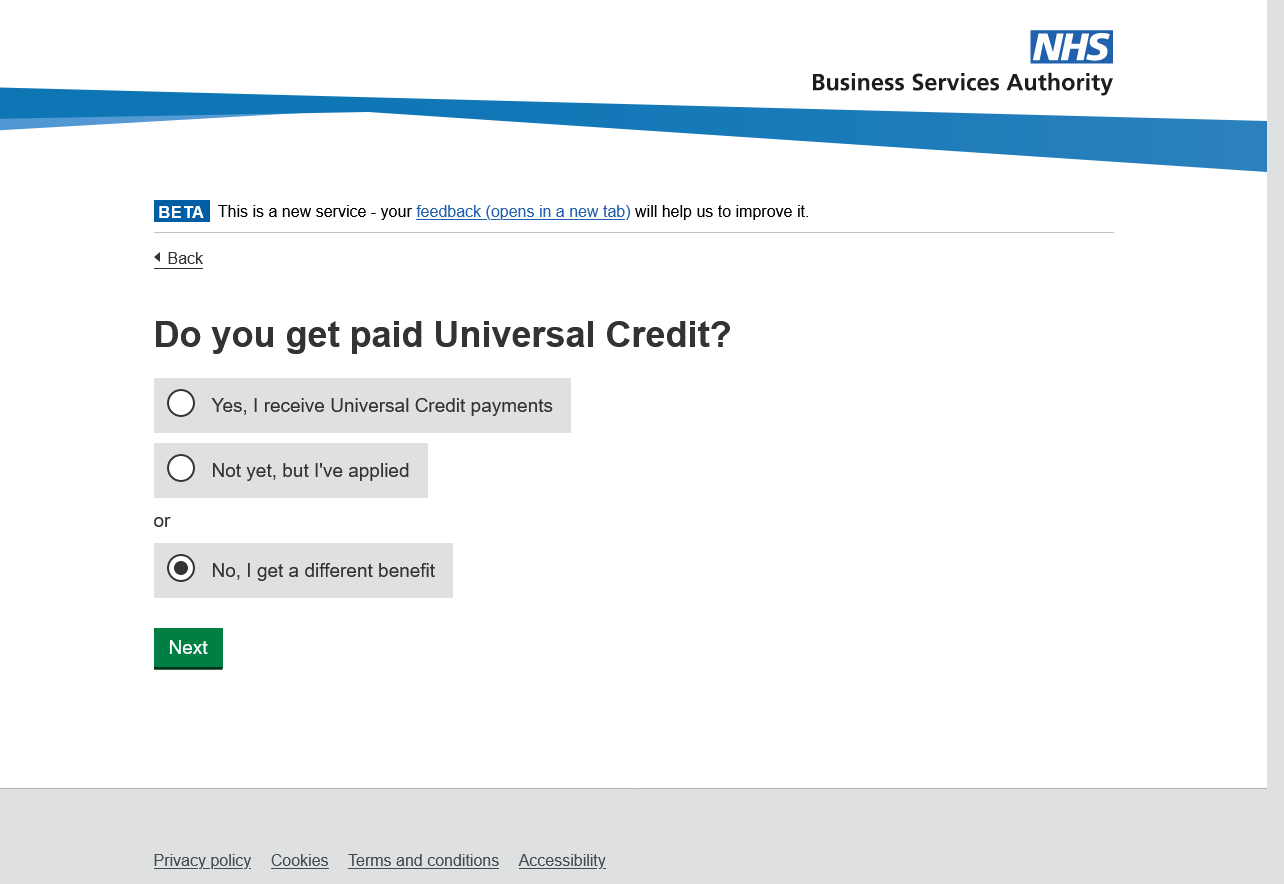 NHS
Business Services Authority
BETA This is a new service - your feedback (opens in a new tab) will help us to improve it.
Back
Do you get paid Universal Credit?
Yes, I receive Universal Credit payments
Not yet, but I've applied
or
No, I get a different benefit
Next
Privacy policy Cookies Terms and conditions Accessibility